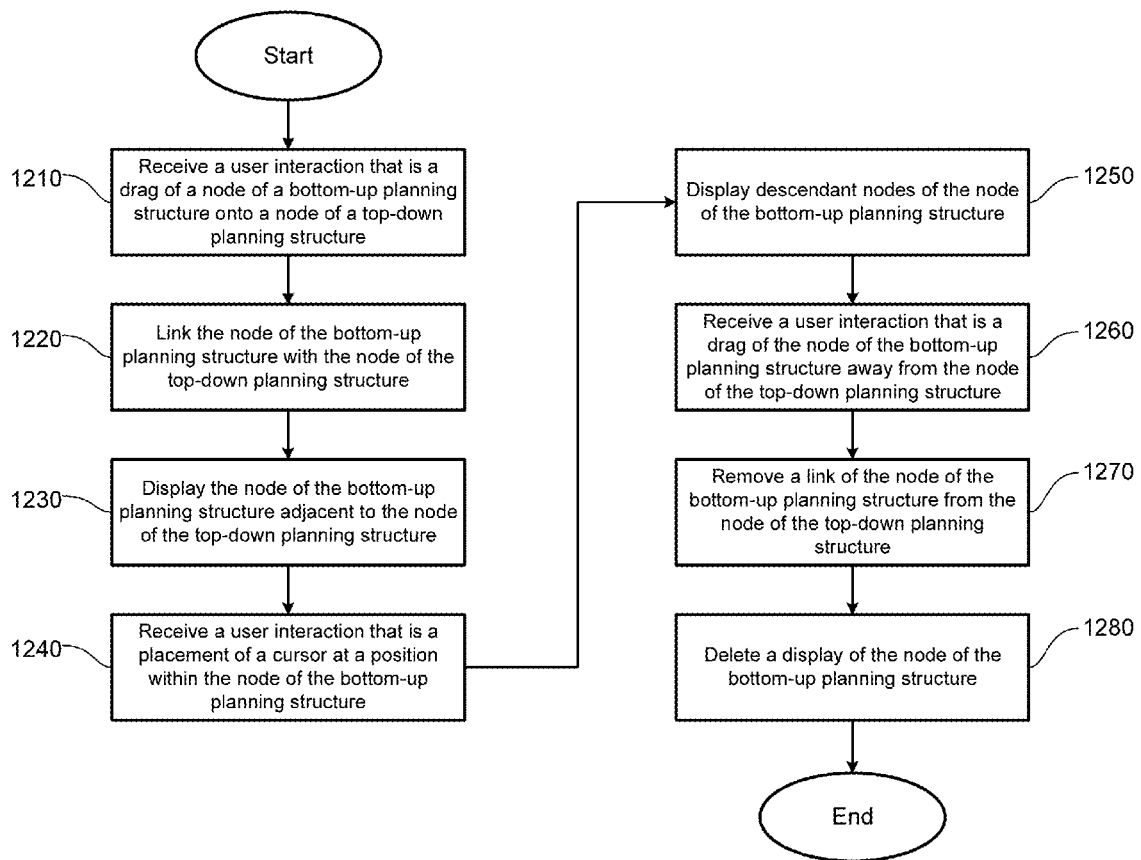 Start
1210
Receive a user interaction that is a
drag of a node of a bottom-up planning
structure onto a node of a top-down
planning structure
1220
Link the node of the bottom-up
planning structure with the node of the
top-down planning structure
1230
Display the node of the bottom-up
planning structure adjacent to the node
of the top-down planning structure
1240
Receive a user interaction that is a
placement of a cursor at a position
within the node of the bottom-up
planning structure
1250
Display descendant nodes of the node
of the bottom-up planning structure
1260
Receive a user interaction that is a
drag of the node of the bottom-up
planning structure away from the node
of the top-down planning structure
1270
Remove a link of the node of the
bottom-up planning structure from the
node of the top-down planning
structure
1280
Delete a display of the node of the
bottom-up planning structure
End